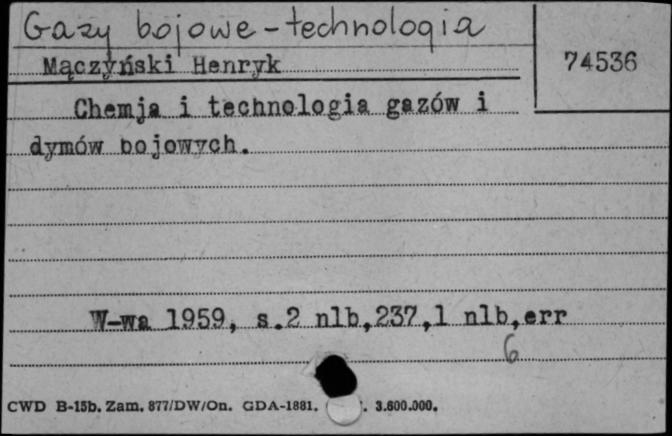 Gazy bojowe - technologia
Mączyński Henryk
74536
Chemja i technologia gazów i
dymów bojowych.
W-wa 1959, s.2 nlb,237,1 nlb,err
6
CWD B-15b. Zam. 877/DW/On. GDA-1881. 3.600.000.